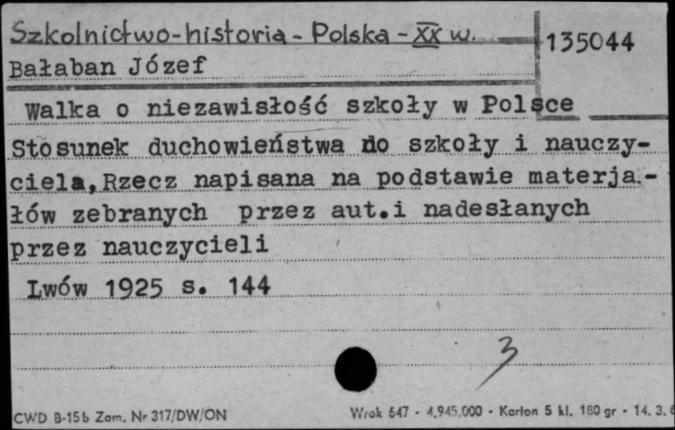 Szkolnictwo-historia - Polska - XX w.
135044
Bałaban Józef
Walka o niezawisłość szkoły w Polsce
Stosunek duchowieństwa do szkoły i nauczy-
ciela,Rzecz napisana na podstawie materja-
łów zebranych przez aut.i nadesłanych
przez nauczycieli
Lwów 1925 s. 144
3
CWD B-15b Zam. Nr 317/DW/ON
Wrak 647 - 4.945.000 - Karton 5 kl. 180 gr - 14. 3.